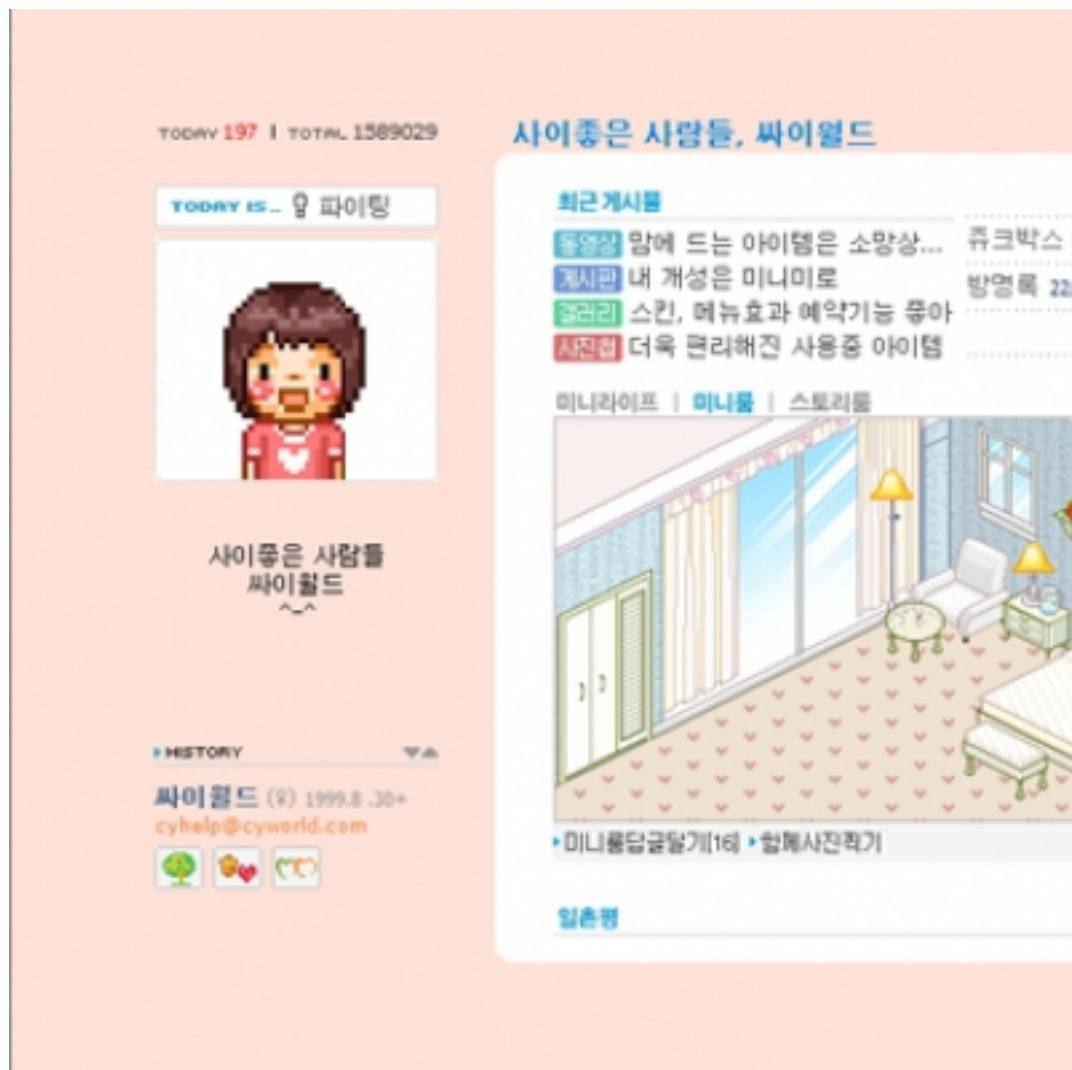 TODAY 197 | TOTAL 1589029
사이좋은 사람들, 싸이월드
TODAY IS.. 파이팅
사이좋은 사람들
싸이월드
^_^
HISTORY
싸이월드 (♀) 1999.8 .30+
cyhelp@cyworld.com
최근 게시물
동영상 맘에 드는 아이템은 소망상...
게시판 내 개성은 미니미로
갤러리 스킨, 메뉴효과 예약기능 좋아
사진첩 더욱 편리해진 사용중 아이템
쥬크박스
방명록
미니라이프 | 미니룸 | 스토리룸
미니룸답글달기[16] 함께사진찍기
일촌평